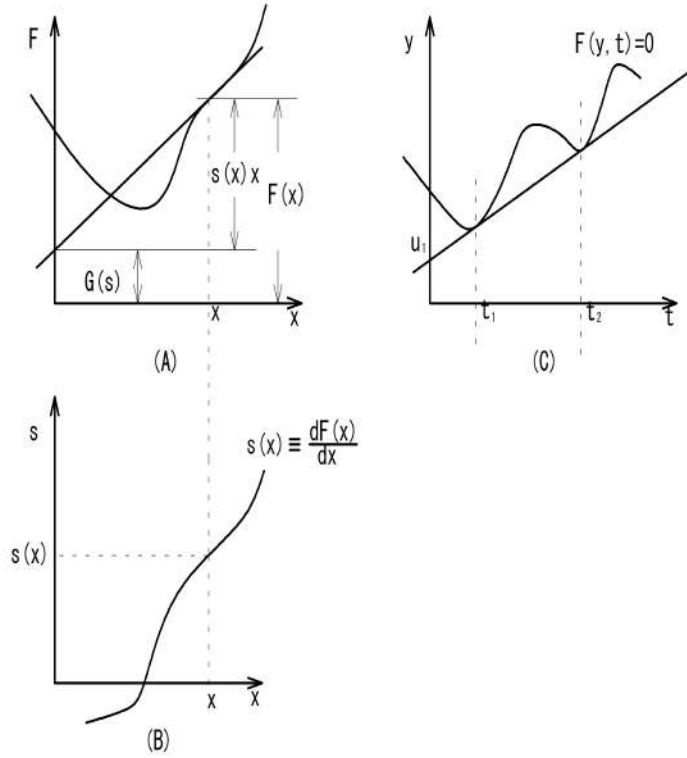 F
s(x)x
F(x)
G(s)
x
x
(A)
y
F(y,t)=0
u₁
t₁
t₂
t
(C)
s
s(x)≡dF(x)/dx
s(x)
x
x
(B)